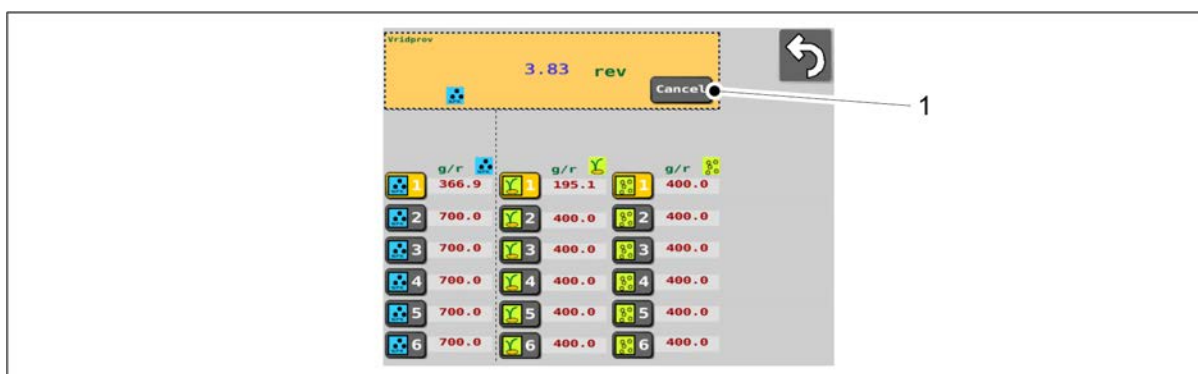 Vridprov
3.83 rev
Cancel
1
g/r g/r g/r
1 366.9 1 195.1 1 400.0
2 700.0 2 400.0 2 400.0
3 700.0 3 400.0 3 400.0
4 700.0 4 400.0 4 400.0
5 700.0 5 400.0 5 400.0
6 700.0 6 400.0 6 400.0